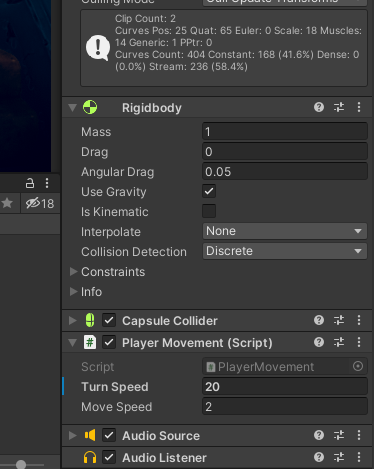 Clip Count: 2
Curves Pos: 25 Quat: 65 Euler: 0 Scale: 18 Muscles:
14 Generic: 1 PPtr: 0
Curves Count: 404 Constant: 168 (41.6%) Dense: 0
(0.0%) Stream: 236 (58.4%)
18
Rigidbody
Mass 1
Drag 0
Angular Drag 0.05
Use Gravity
Is Kinematic
Interpolate None
Collision Detection Discrete
Constraints
Info
Capsule Collider
# Player Movement (Script)
Script PlayerMovement
Turn Speed 20
Move Speed 2
Audio Source
Audio Listener